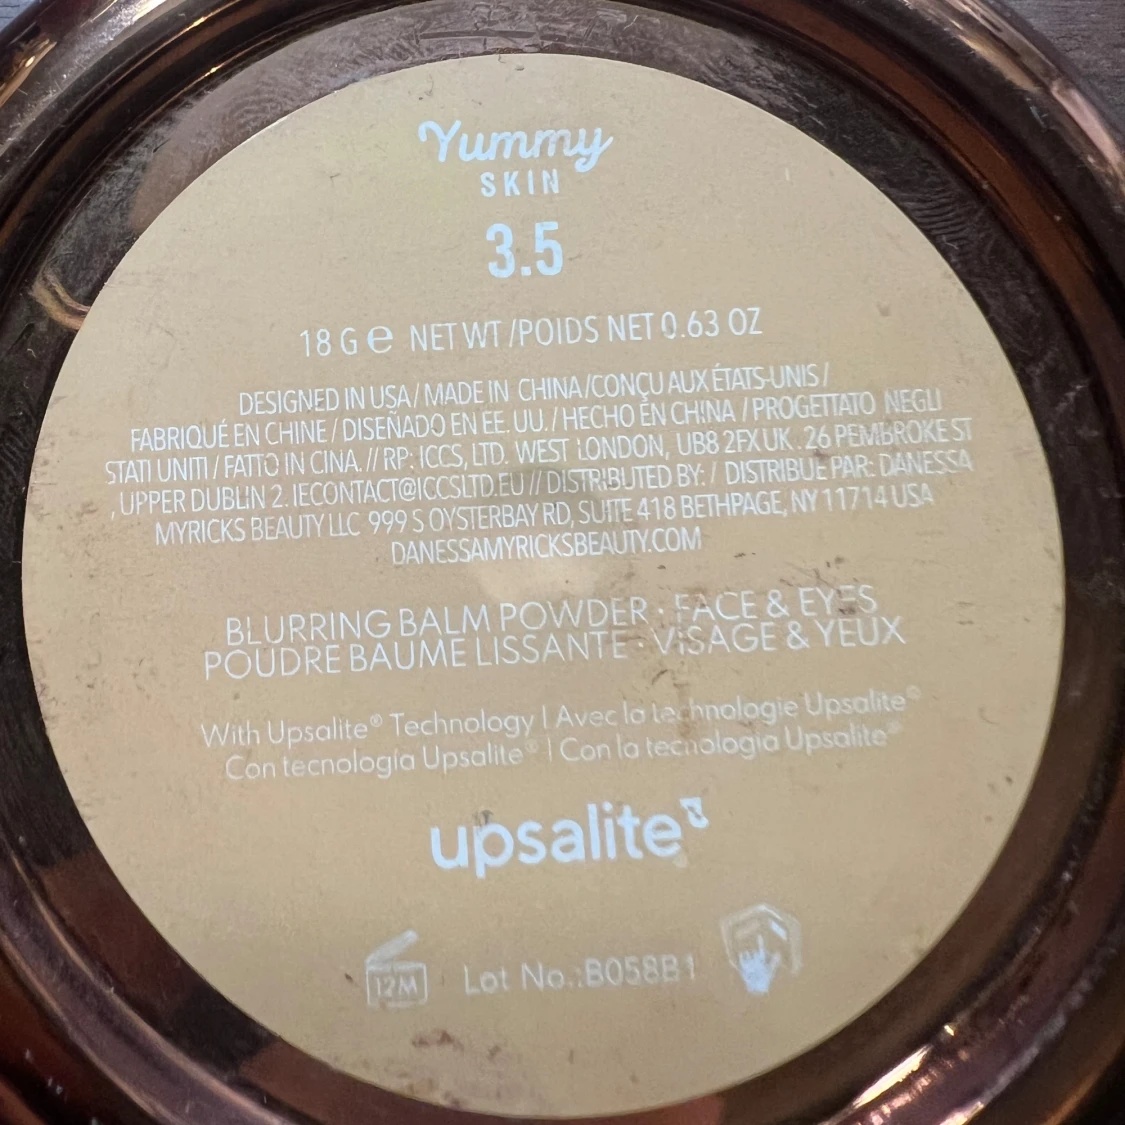 Yummy
SKIN
3.5
18 G ℮ NET WT /POIDS NET 0.63 OZ
DESIGNED IN USA / MADE IN CHINA /CONÇU AUX ÉTATS-UNIS /
FABRIQUÉ EN CHINE / DISEÑADO EN EE. UU. / HECHO EN CHINA / PROGETTATO NEGLI
STATI UNITI / FATTO IN CINA. // RP: ICCS, LTD. WEST LONDON, UB8 2FX UK . 26 PEMBROKE ST
, UPPER DUBLIN 2. IECONTACT@ICCSLTD.EU // DISTRIBUTED BY: / DISTRIBUE PAR: DANESSA
MYRICKS BEAUTY LLC 999 S OYSTERBAY RD, SUITE 418 BETHPAGE, NY 11714 USA
DANESSAMYRICKSBEAUTY.COM
BLURRING BALM POWDER · FACE & EYES
POUDRE BAUME LISSANTE · VISAGE & YEUX
With Upsalite® Technology | Avec la technologie Upsalite®
Con tecnología Upsalite® | Con la tecnologia Upsalite®
upsalite
12M Lot No.:B058B1